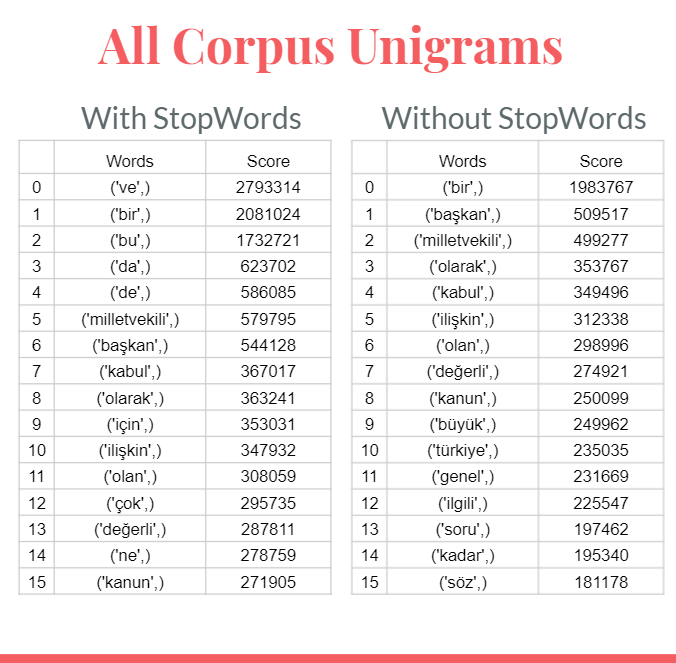 All Corpus Unigrams
With StopWords
Words Score
0 ('ve',) 2793314
1 ('bir',) 2081024
2 ('bu',) 1732721
3 ('da',) 623702
4 ('de',) 586085
5 ('milletvekili',) 579795
6 ('başkan',) 544128
7 ('kabul',) 367017
8 ('olarak',) 363241
9 ('için',) 353031
10 ('ilişkin',) 347932
11 ('olan',) 308059
12 ('çok',) 295735
13 ('değerli',) 287811
14 ('ne',) 278759
15 ('kanun',) 271905
Without StopWords
Words Score
0 ('bir',) 1983767
1 ('başkan',) 509517
2 ('milletvekili',) 499277
3 ('olarak',) 353767
4 ('kabul',) 349496
5 ('ilişkin',) 312338
6 ('olan',) 298996
7 ('değerli',) 274921
8 ('kanun',) 250099
9 ('büyük',) 249962
10 ('türkiye',) 235035
11 ('genel',) 231669
12 ('ilgili',) 225547
13 ('soru',) 197462
14 ('kadar',) 195340
15 ('söz',) 181178